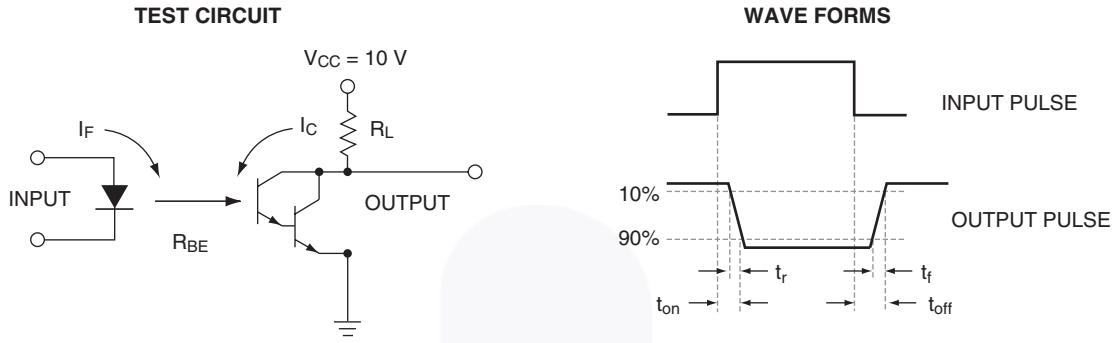 TEST CIRCUIT
WAVE FORMS
VCC = 10 V
IF
IC
RL
INPUT
RBE
OUTPUT
INPUT PULSE
10%
90%
OUTPUT PULSE
tr
tf
ton
toff